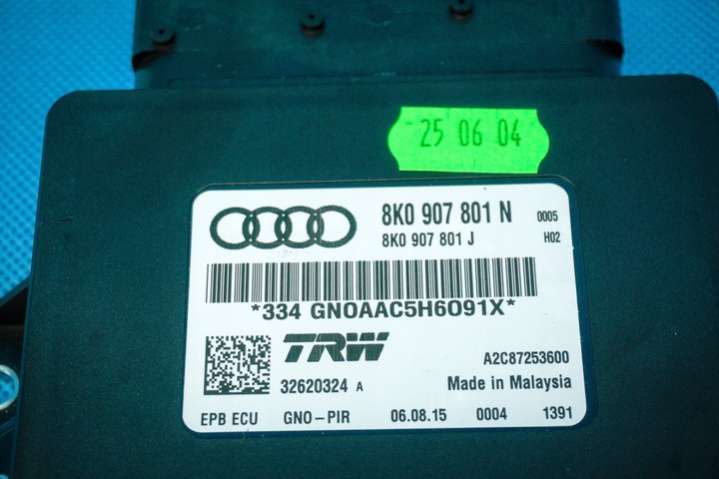 25 06 04
8K0 907 801 N 0005
8K0 907 801 J H02
*334 GNOAAC5H6091X*
TRW
A2C87253600
32620324 A Made in Malaysia
EPB ECU GNO-PIR 06.08.15 0004 1391